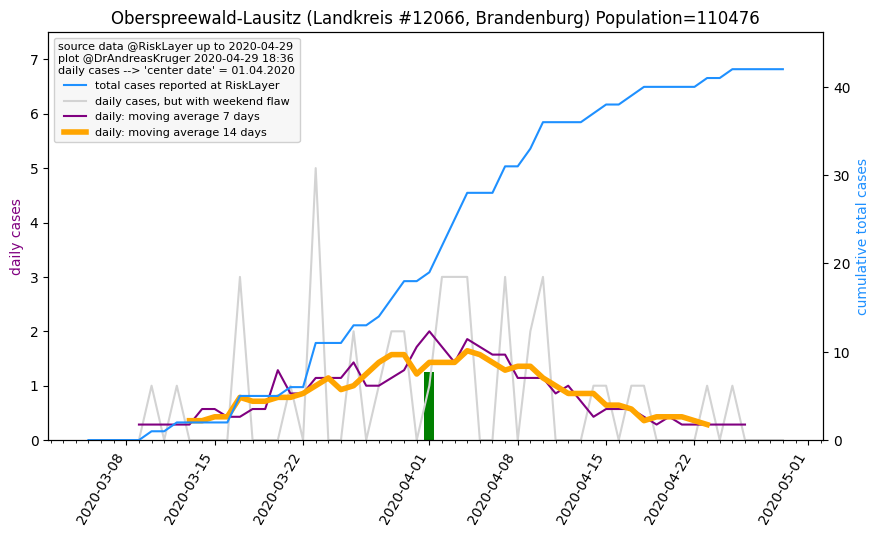 Oberspreewald-Lausitz (Landkreis #12066, Brandenburg) Population=110476
source data @RiskLayer up to 2020-04-29
plot @DrAndreasKruger 2020-04-29 18:36
daily cases --> 'center date' = 01.04.2020
total cases reported at RiskLayer
daily cases, but with weekend flaw
daily: moving average 7 days
daily: moving average 14 days
daily cases
7
6
5
4
3
2
1
0
cumulative total cases
40
30
20
10
0
2020-03-08
2020-03-15
2020-03-22
2020-04-01
2020-04-08
2020-04-15
2020-04-22
2020-05-01